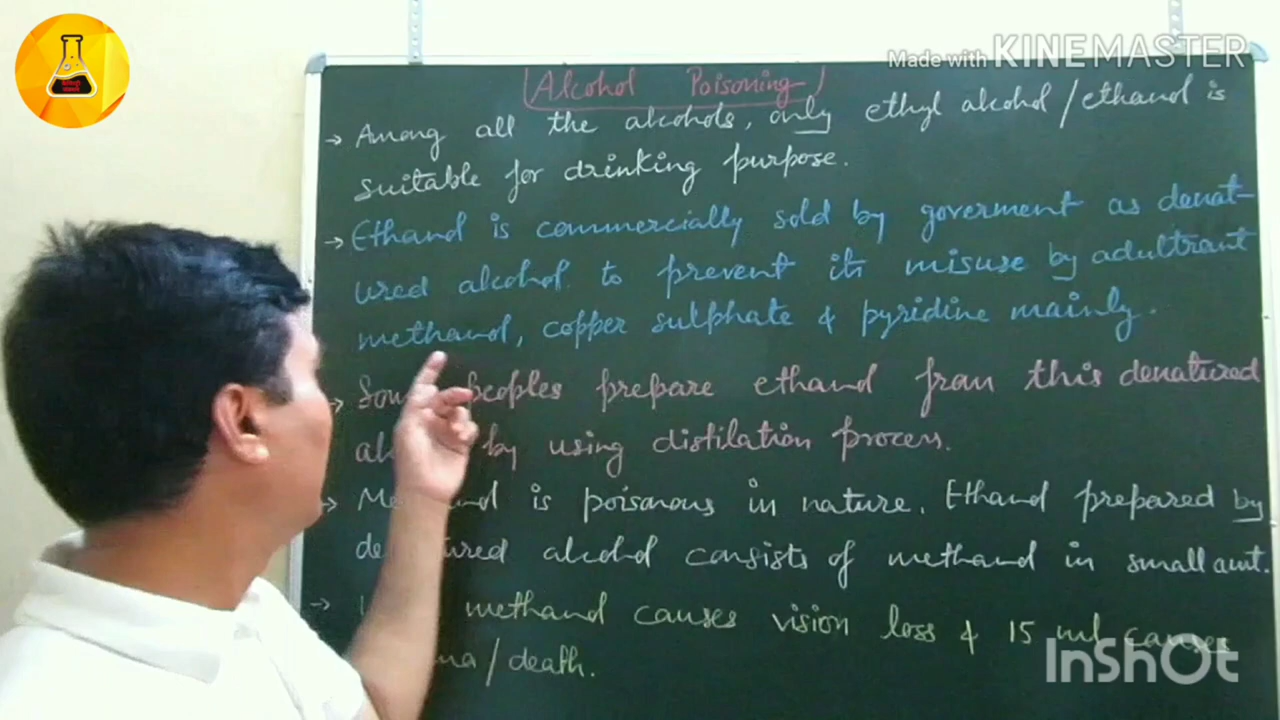 Made with KINEMASTER
Alcohol Poisoning
→ Among all the alcohols, only ethyl alcohol/ethanol is
suitable for drinking purpose.
→ Ethanol is commercially sold by goverment as denat-
ured alcohol to prevent its misuse by adultrant
methanol, copper sulphate & pyridine mainly.
→ peoples prepare ethanol from this denatured
by using distilation process.
→ is poisonous in nature. Ethanol prepared by
alcohol consists of methanol in small amt.
→ methanol causes vision loss & 15 ml causes
/death.
InShOt